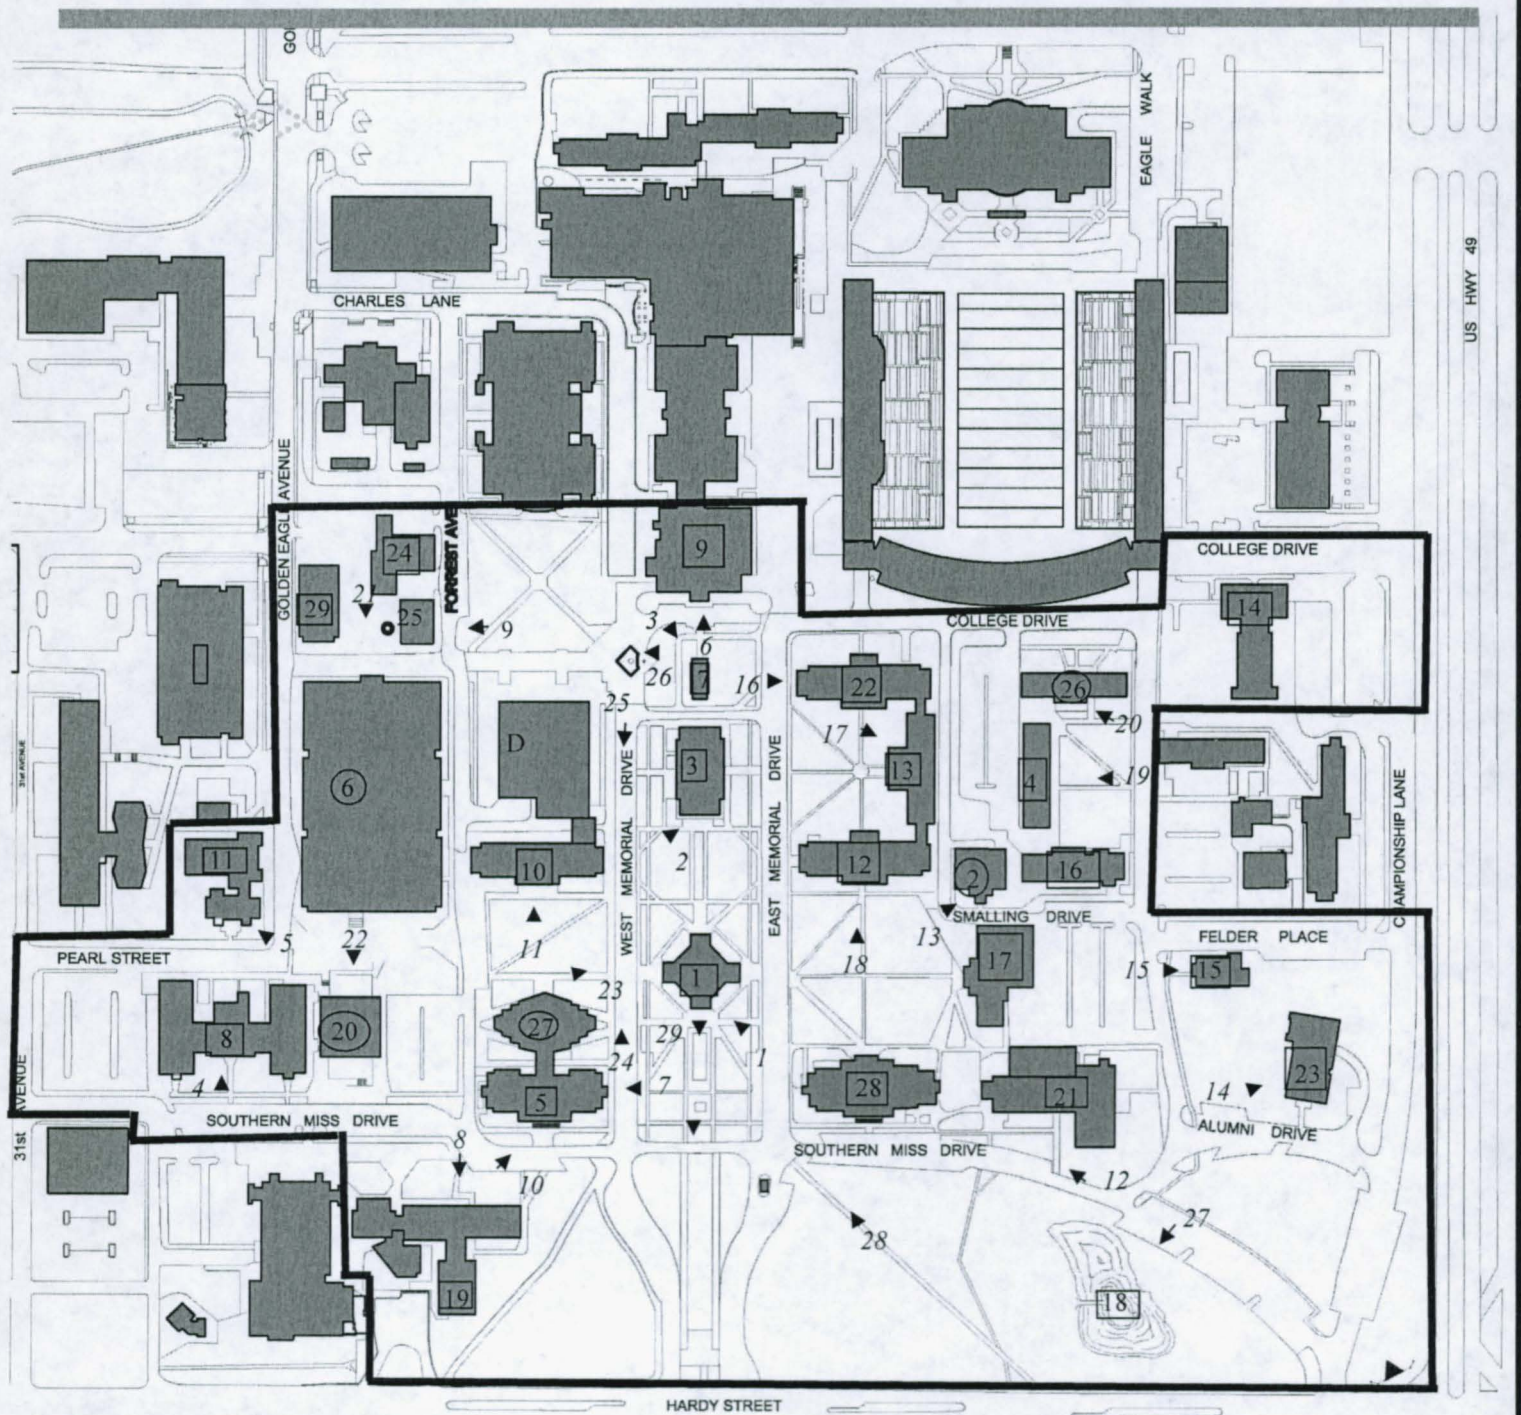 GO
EAGLE WALK
US HWY 49
CHARLES LANE
GOLDEN EAGLE AVENUE
FORREST AVE
COLLEGE DRIVE
COLLEGE DRIVE
24
9
29
21
25
14
3
9
6
26
7
16
22
26
25
20
17
D
3
13
4
19
6
31st AVENUE
WEST MEMORIAL DRIVE
EAST MEMORIAL DRIVE
CHAMPIONSHIP LANE
2
11
10
12
2
16
SMALLING DRIVE
5
22
11
13
FELDER PLACE
PEARL STREET
18
17
15
15
1
23
8
20
27
29
1
24
4
5
7
28
21
14
23
31st AVENUE
SOUTHERN MISS DRIVE
ALUMNI DRIVE
8
10
SOUTHERN MISS DRIVE
12
28
27
19
18
HARDY STREET